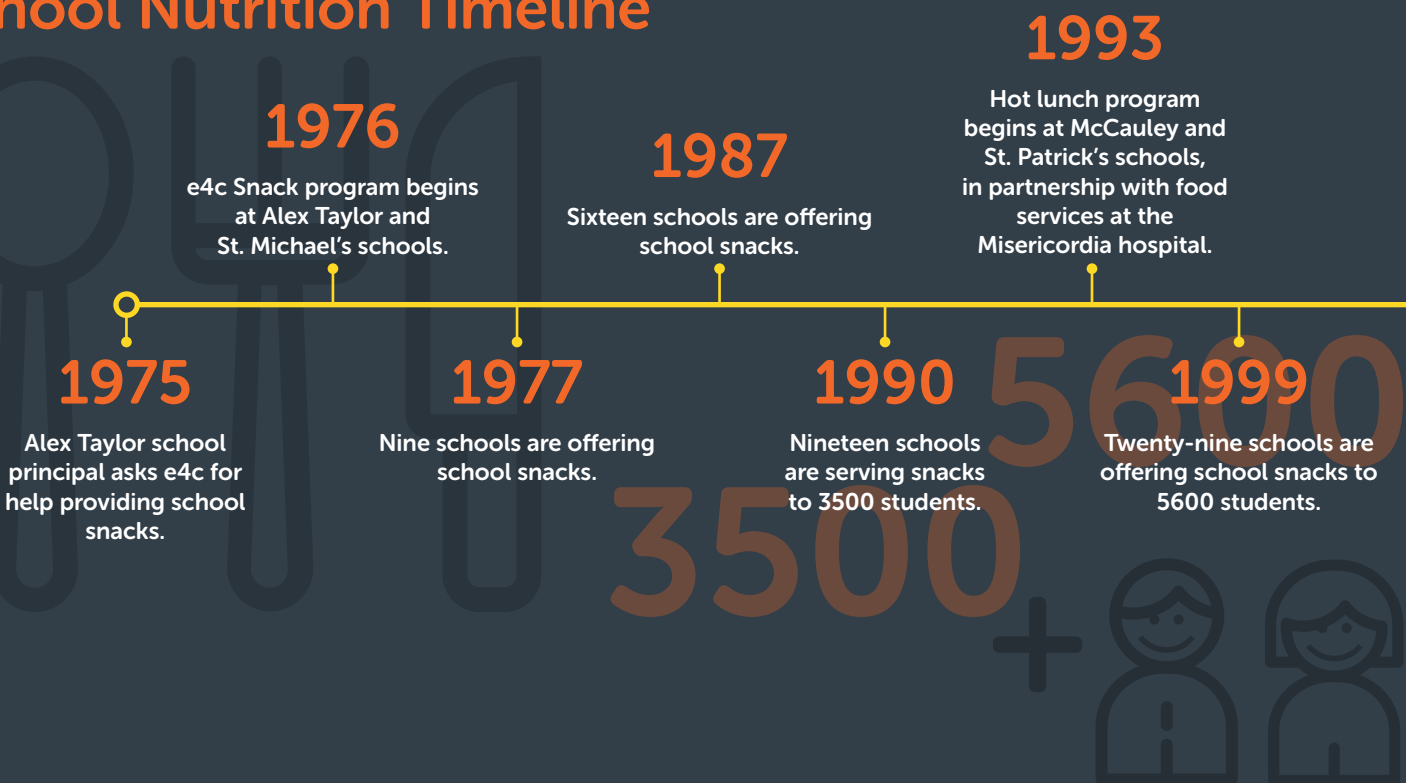 hool Nutrition Timeline
1975
Alex Taylor school
principal asks e4c for
help providing school
snacks.
1976
e4c Snack program begins
at Alex Taylor and
St. Michael's schools.
1977
Nine schools are offering
school snacks.
1987
Sixteen schools are offering
school snacks.
1990
Nineteen schools
are serving snacks
to 3500 students.
3500
1993
Hot lunch program
begins at McCauley and
St. Patrick's schools,
in partnership with food
services at the
Misericordia hospital.
1999
Twenty-nine schools are
offering school snacks to
5600 students.
5600
+